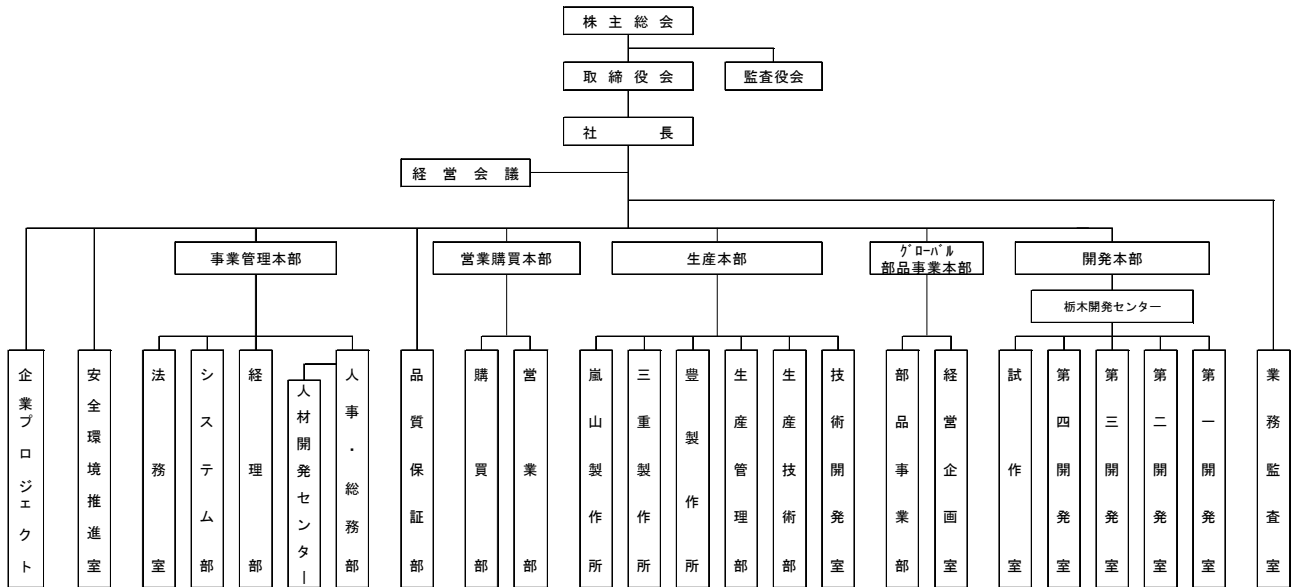 株主総会
取締役会
監査役会
社長
経営会議
事業管理本部
営業購買本部
生産本部
ｸﾞﾛｰﾊﾞﾙ
部品事業本部
開発本部
栃木開発センター
企業プロジェクト
安全環境推進室
法務室
システム部
経理部
人材開発センター
人事・総務部
品質保証部
購買部
営業部
嵐山製作所
三重製作所
豊製作所
生産管理部
生産技術部
技術開発室
部品事業部
経営企画室
試作室
第四開発室
第三開発室
第二開発室
第一開発室
業務監査室